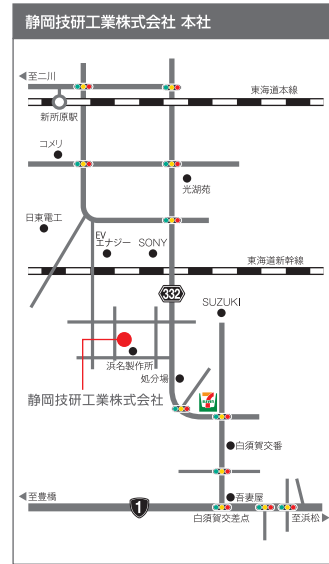 静岡技研工業株式会社 本社
至二川
東海道本線
新所原駅
コメリ
光湖苑
日東電工
EV
エナジー
SONY
東海道新幹線
332
SUZUKI
浜名製作所
処分場
静岡技研工業株式会社
7
白須賀交番
至豊橋
1
吾妻屋
白須賀交差点
至浜松